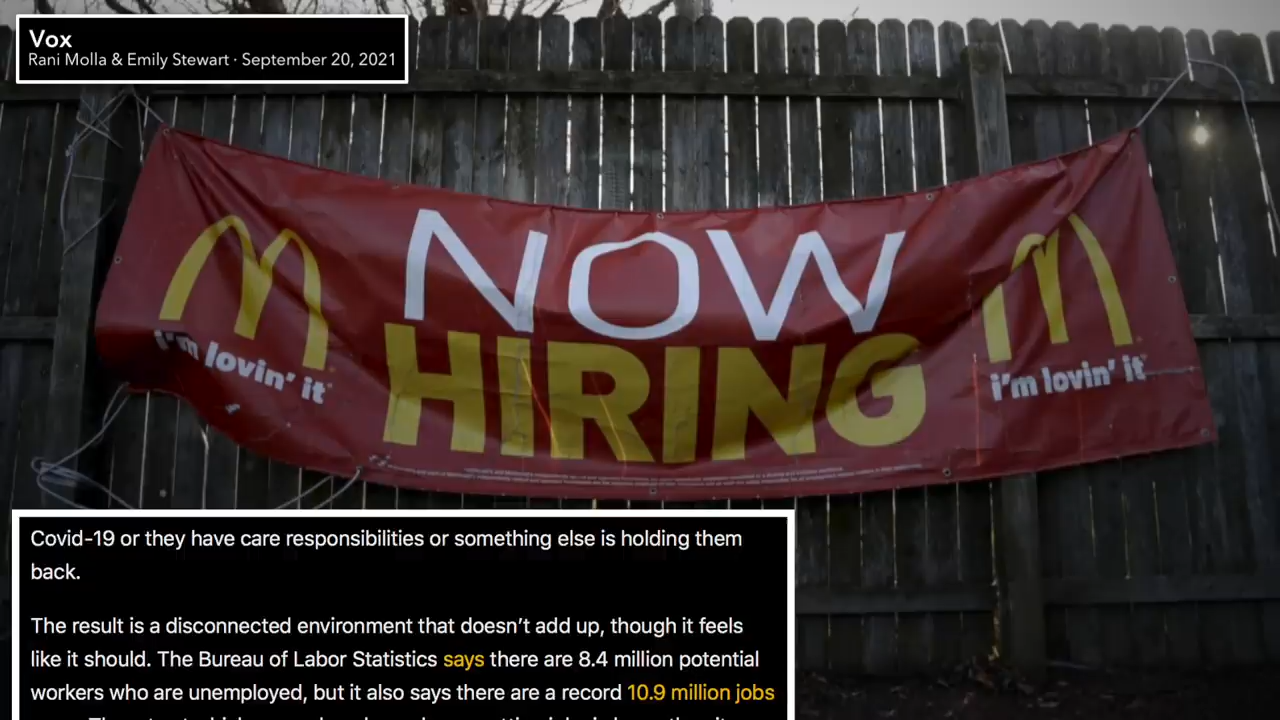 Vox
Rani Molla & Emily Stewart · September 20, 2021
NOW
HIRING
i'm lovin' it
i'm lovin' it
Covid-19 or they have care responsibilities or something else is holding them
back.
The result is a disconnected environment that doesn't add up, though it feels
like it should. The Bureau of Labor Statistics says there are 8.4 million potential
workers who are unemployed, but it also says there are a record 10.9 million jobs